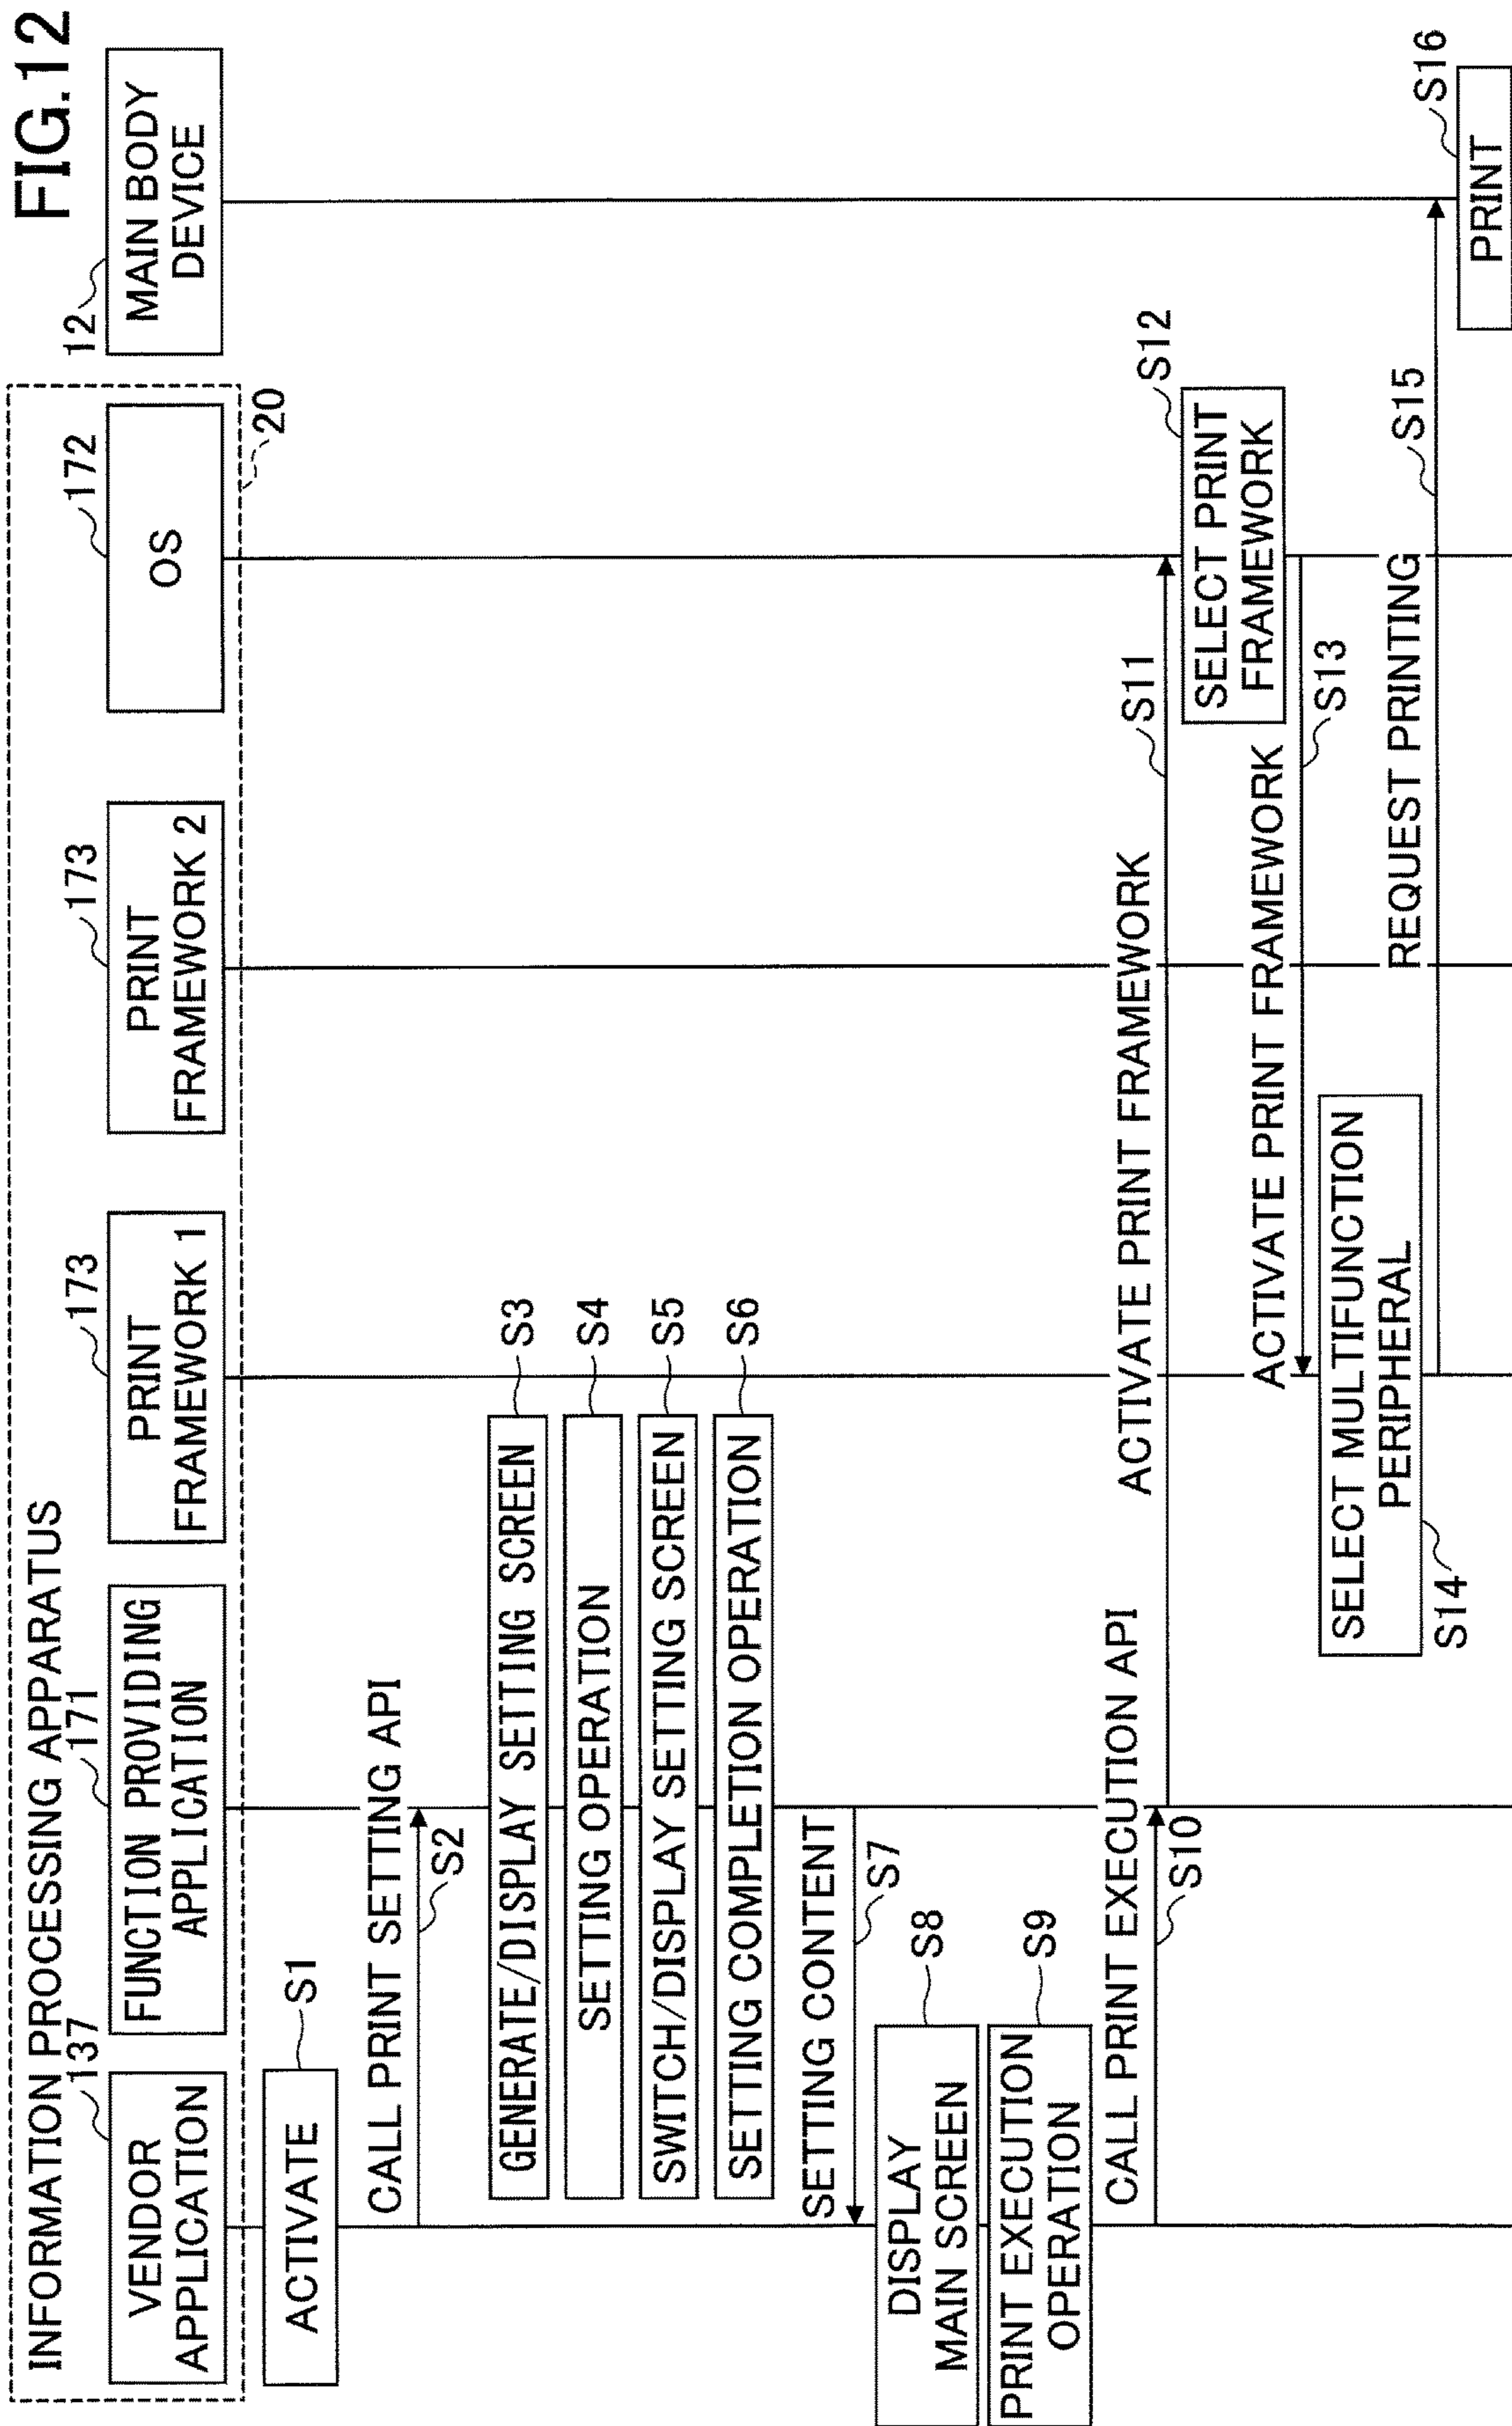 FIG.12
INFORMATION PROCESSING APPARATUS
20
137
VENDOR
APPLICATION
171
FUNCTION PROVIDING
APPLICATION
173
PRINT
FRAMEWORK 1
173
PRINT
FRAMEWORK 2
172
OS
12
MAIN BODY
DEVICE
ACTIVATE
S1
CALL PRINT SETTING API
S2
GENERATE/DISPLAY SETTING SCREEN
S3
SETTING OPERATION
S4
SWITCH/DISPLAY SETTING SCREEN
S5
SETTING COMPLETION OPERATION
S6
SETTING CONTENT
S7
DISPLAY
MAIN SCREEN
S8
PRINT EXECUTION
OPERATION
S9
CALL PRINT EXECUTION API
S10
ACTIVATE PRINT FRAMEWORK
S11
SELECT PRINT
FRAMEWORK
S12
ACTIVATE PRINT FRAMEWORK
S13
SELECT MULTIFUNCTION
PERIPHERAL
S14
REQUEST PRINTING
S15
PRINT
S16